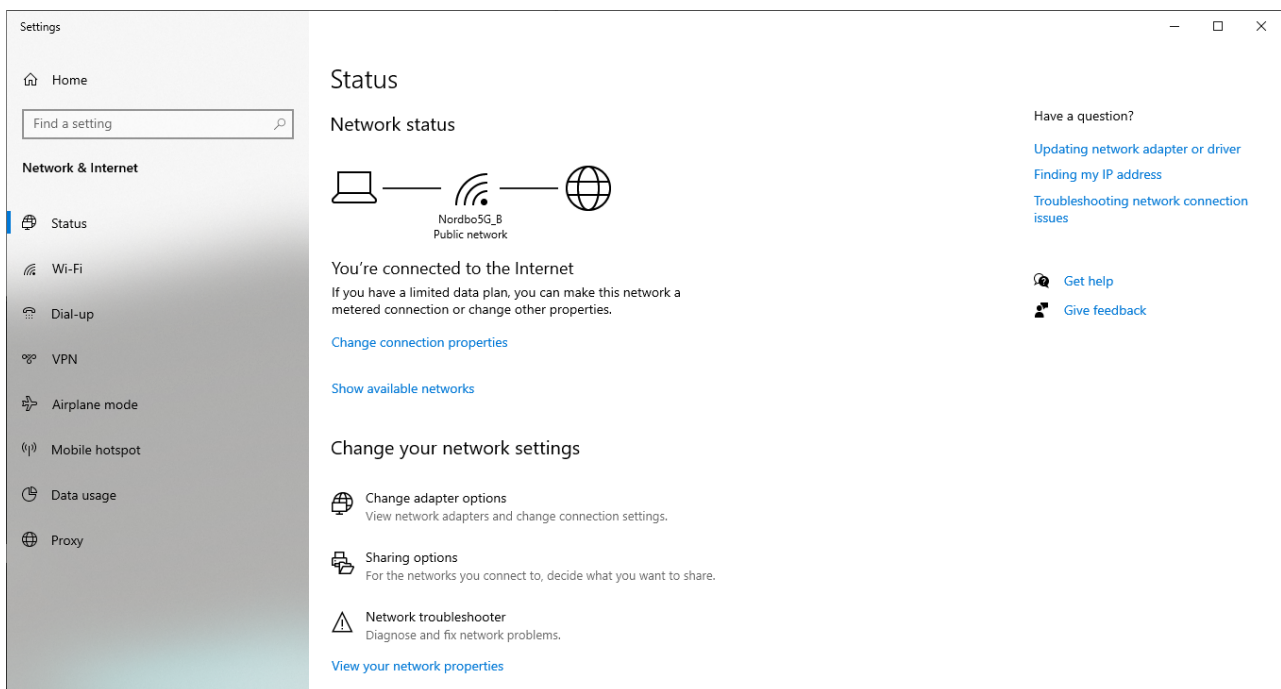 Settings
Home
Find a setting
Network & Internet
Status
Wi-Fi
Dial-up
VPN
Airplane mode
Mobile hotspot
Data usage
Proxy
Status
Network status
Nordbo5G_B
Public network
You're connected to the Internet
If you have a limited data plan, you can make this network a
metered connection or change other properties.
Change connection properties
Show available networks
Change your network settings
Change adapter options
View network adapters and change connection settings.
Sharing options
For the networks you connect to, decide what you want to share.
Network troubleshooter
Diagnose and fix network problems.
View your network properties
Have a question?
Updating network adapter or driver
Finding my IP address
Troubleshooting network connection
issues
Get help
Give feedback